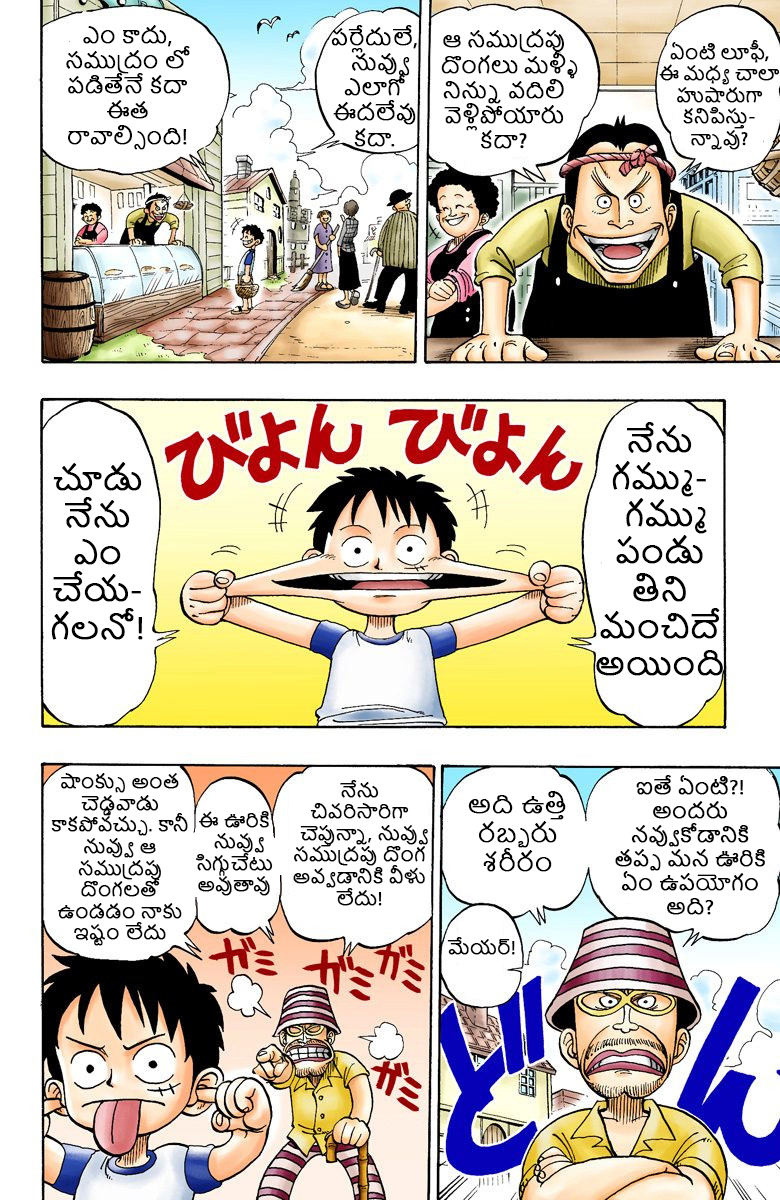 ఏంటి లూఫీ,
ఈ మధ్య చాలా
హుషారుగా
కనిపిస్తు-
న్నావు?
ఆ సముద్రపు
దొంగలు మళ్ళీ
నిన్ను వదిలి
వెళ్లిపోయారు
కదా?
పర్లేదులే,
నువ్వు
ఎలాగో
ఈదలేవు
కదా.
ఎం కాదు,
సముద్రం లో
పడితేనే కదా
ఈత
రావాల్సింది!
నేను
గమ్ము-
గమ్ము
పండు
తిని
మంచిదే
అయింది
びよん びよん
చూడు
నేను
ఎం
చేయ-
గలనో!
ఐతే ఏంటి?!
అందరు
నవ్వుకోడానికి
తప్ప మన ఊరికి
ఏం ఉపయోగం
అది?
అది ఉత్తి
రబ్బరు
శరీరం
మేయర్!
どん
నేను
చివరిసారిగా
చెప్తున్నా, నువ్వు
సముద్రపు దొంగ
అవ్వడానికి వీళు
లేదు!
ఈ ఊరికి
నువ్వు
సిగ్గుచేటు
అవుతావు
షాంక్సు అంత
చెడ్డవాడు
కాకపోవచ్చు. కానీ
నువ్వు ఆ
సముద్రపు
దొంగలతో
ఉండడం నాకు
ఇష్టం లేదు
ガミ
ガミ
ガミ
ガミ